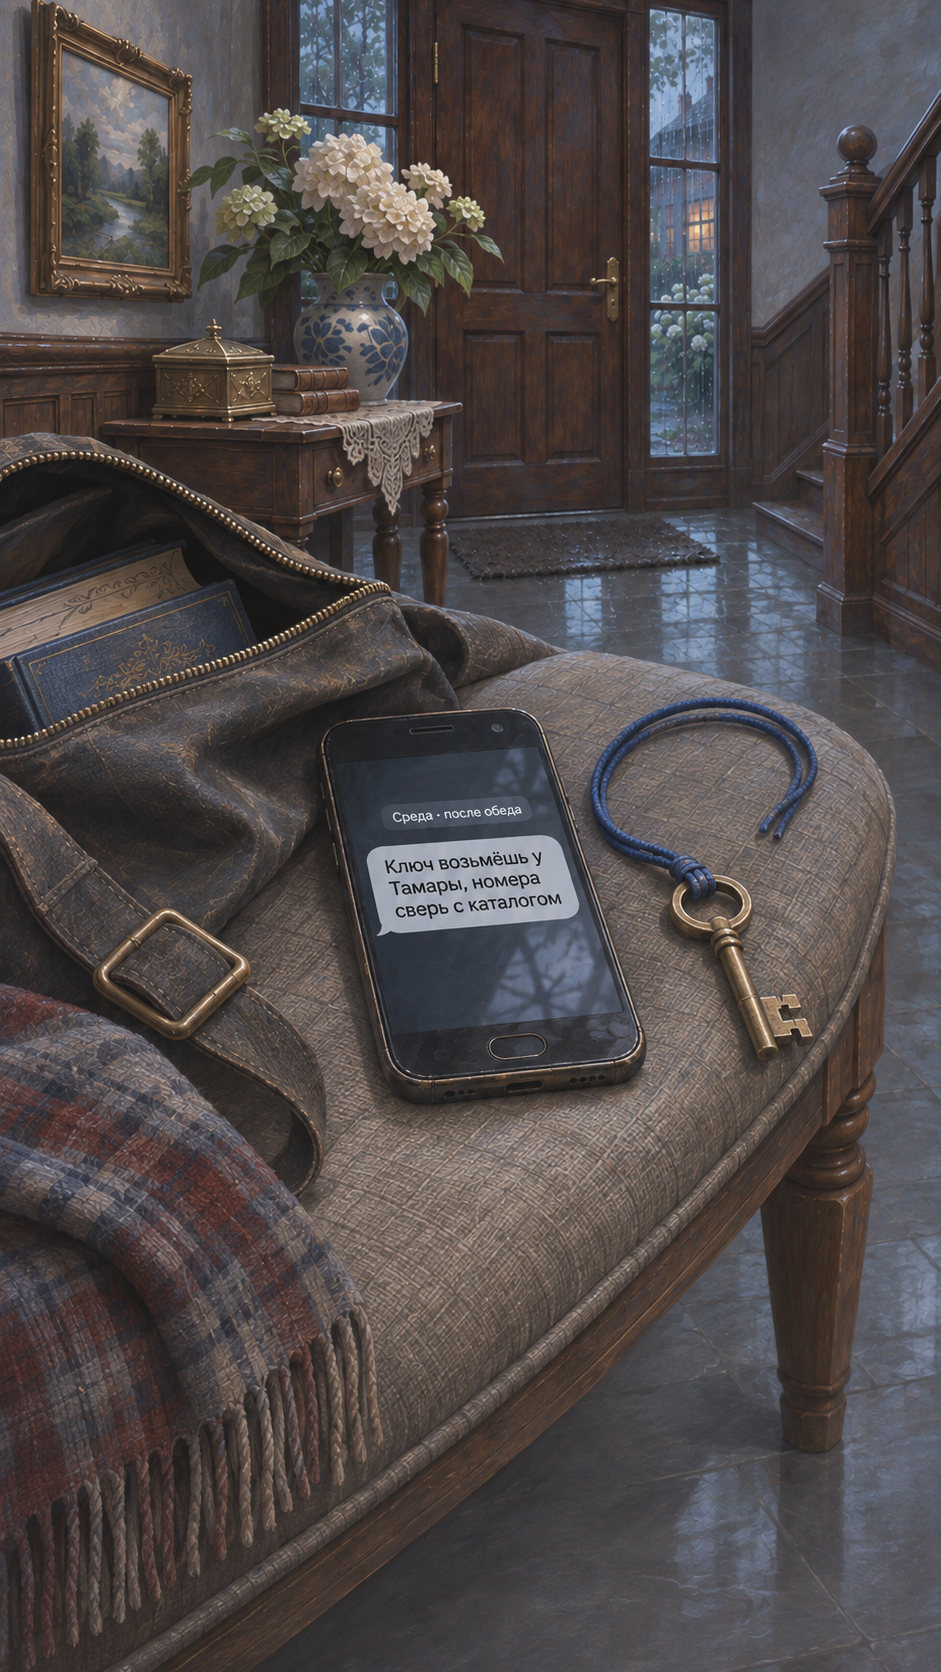 Среда · после обеда
Ключ возьмёшь у
Тамары, номера
сверь с каталогом